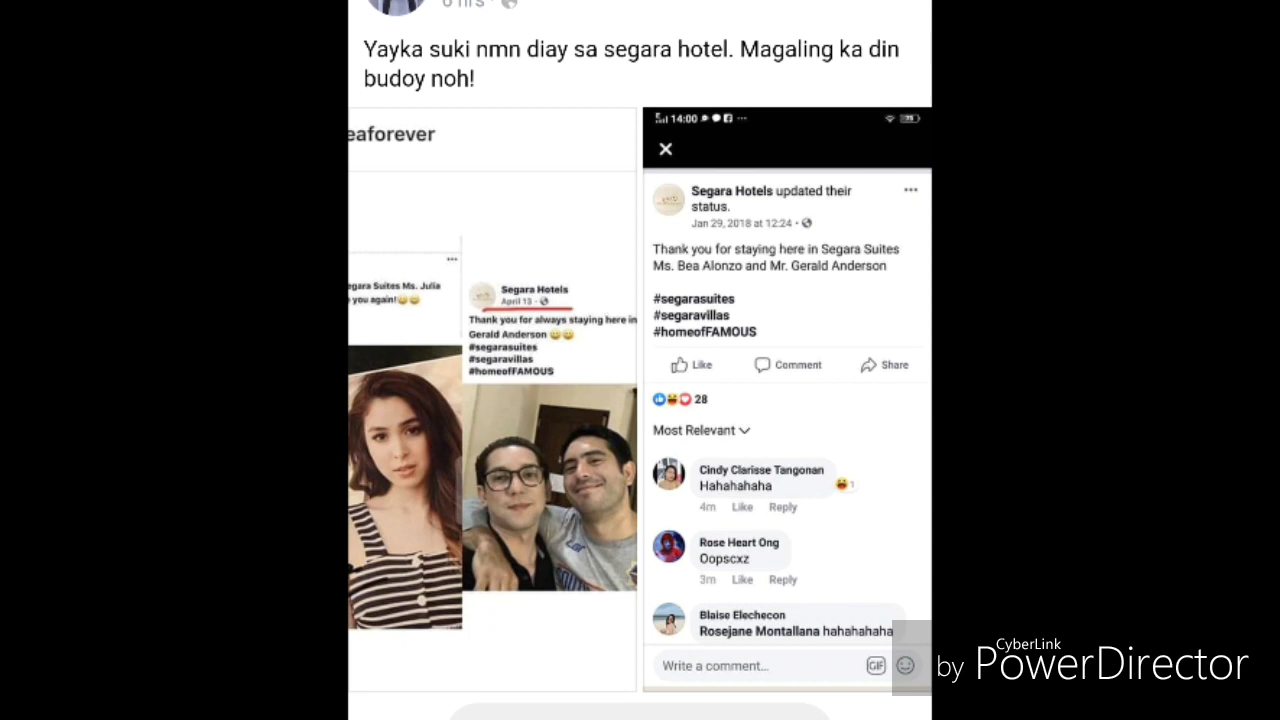 6 hrs ·
Yayka suki nmn diay sa segara hotel. Magaling ka din
budoy noh!
eaforever
egara Suites Ms. Julia
you again!
Segara Hotels
April 13 ·
Thank you for always staying here in
Gerald Anderson
#segarasuites
#segaravillas
#homeofFAMOUS
14:00
Segara Hotels updated their
status.
Jan 29, 2018 at 12:24 ·
Thank you for staying here in Segara Suites
Ms. Bea Alonzo and Mr. Gerald Anderson
#segarasuites
#segaravillas
#homeofFAMOUS
Like Comment Share
28
Most Relevant
Cindy Clarisse Tangonan
Hahahahaha
1
4m Like Reply
Rose Heart Ong
Oopscxz
3m Like Reply
Blaise Elechecon
Rosejane Montallana hahahahaha
Write a comment... GIF
CyberLink
by PowerDirector